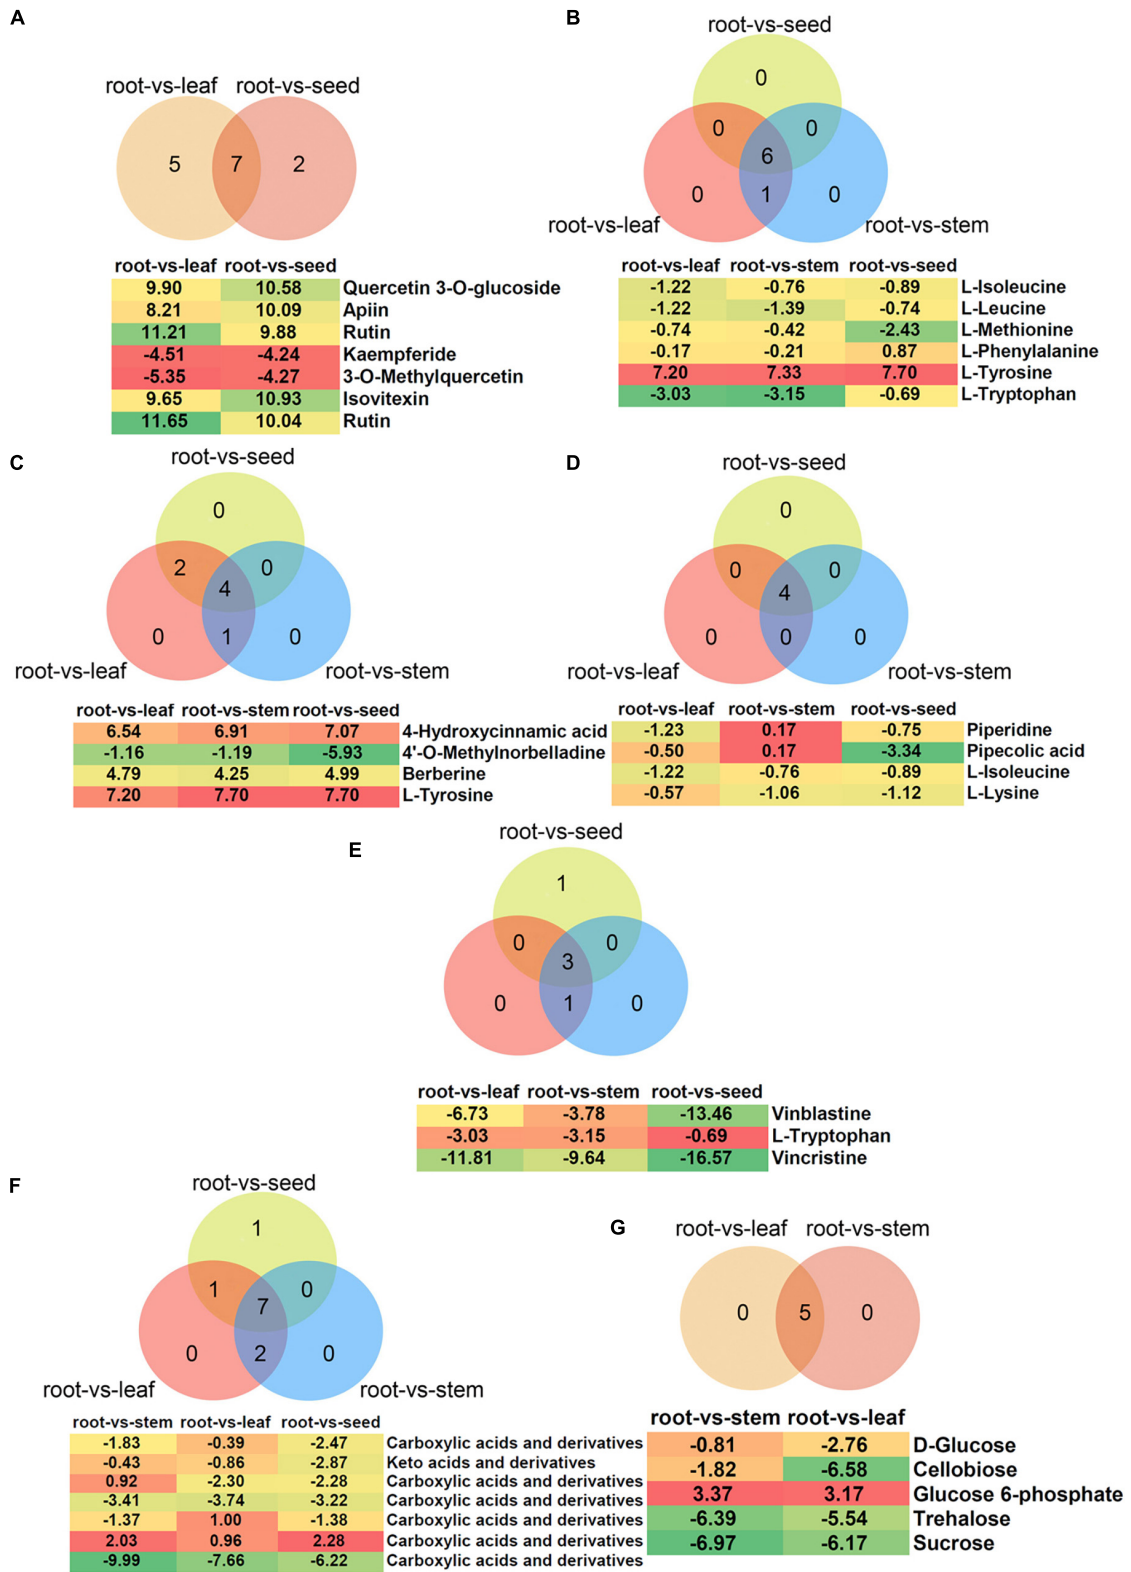 A
root-vs-leaf root-vs-seed
5 7 2
root-vs-leaf root-vs-seed
9.90 10.58 Quercetin 3-O-glucoside
8.21 10.09 Apiin
11.21 9.88 Rutin
-4.51 -4.24 Kaempferide
-5.35 -4.27 3-O-Methylquercetin
9.65 10.93 Isovitexin
11.65 10.04 Rutin
B
root-vs-seed
0
0 0
6
0 1 0
root-vs-leaf root-vs-stem
root-vs-leaf root-vs-stem root-vs-seed
-1.22 -0.76 -0.89 L-Isoleucine
-1.22 -1.39 -0.74 L-Leucine
-0.74 -0.42 -2.43 L-Methionine
-0.17 -0.21 0.87 L-Phenylalanine
7.20 7.33 7.70 L-Tyrosine
-3.03 -3.15 -0.69 L-Tryptophan
C
root-vs-seed
0
2 0
4
0 1 0
root-vs-leaf root-vs-stem
root-vs-leaf root-vs-stem root-vs-seed
6.54 6.91 7.07 4-Hydroxycinnamic acid
-1.16 -1.19 -5.93 4'-O-Methylnorbelladine
4.79 4.25 4.99 Berberine
7.20 7.70 7.70 L-Tyrosine
D
root-vs-seed
0
0 0
4
0 0 0
root-vs-leaf root-vs-stem
root-vs-leaf root-vs-stem root-vs-seed
-1.23 0.17 -0.75 Piperidine
-0.50 0.17 -3.34 Pipecolic acid
-1.22 -0.76 -0.89 L-Isoleucine
-0.57 -1.06 -1.12 L-Lysine
E
root-vs-seed
1
0 0
3
0 1 0
root-vs-leaf root-vs-stem root-vs-seed
-6.73 -3.78 -13.46 Vinblastine
-3.03 -3.15 -0.69 L-Tryptophan
-11.81 -9.64 -16.57 Vincristine
F
root-vs-seed
1
1 0
7
0 2 0
root-vs-leaf root-vs-stem
root-vs-stem root-vs-leaf root-vs-seed
-1.83 -0.39 -2.47 Carboxylic acids and derivatives
-0.43 -0.86 -2.87 Keto acids and derivatives
0.92 -2.30 -2.28 Carboxylic acids and derivatives
-3.41 -3.74 -3.22 Carboxylic acids and derivatives
-1.37 1.00 -1.38 Carboxylic acids and derivatives
2.03 0.96 2.28 Carboxylic acids and derivatives
-9.99 -7.66 -6.22 Carboxylic acids and derivatives
G
root-vs-leaf root-vs-stem
0 5 0
root-vs-stem root-vs-leaf
-0.81 -2.76 D-Glucose
-1.82 -6.58 Cellobiose
3.37 3.17 Glucose 6-phosphate
-6.39 -5.54 Trehalose
-6.97 -6.17 Sucrose